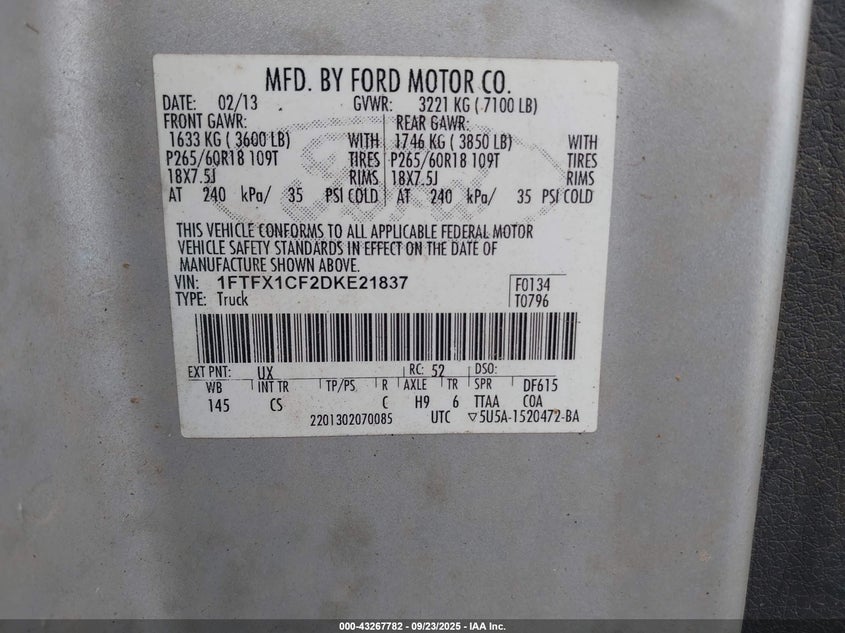 MFD. BY FORD MOTOR CO.
DATE: 02/13 GVWR: 3221 KG ( 7100 LB)
FRONT GAWR: REAR GAWR:
1633 KG ( 3600 LB) WITH 1746 KG ( 3850 LB) WITH
P265/60R18 109T TIRES P265/60R18 109T TIRES
18X7.5J RIMS 18X7.5J RIMS
AT 240 kPa/ 35 PSI COLD AT 240 kPa/ 35 PSI COLD
THIS VEHICLE CONFORMS TO ALL APPLICABLE FEDERAL MOTOR
VEHICLE SAFETY STANDARDS IN EFFECT ON THE DATE OF
MANUFACTURE SHOWN ABOVE.
VIN: 1FTFX1CF2DKE21837 F0134
TYPE: Truck T0796
EXT PNT: UX RC: 52 DSO:
WB INT TR TP/PS R AXLE TR SPR DF615
145 CS C H9 6 TTAA COA
2201302070085 UTC ▽5U5A-1520472-BA
000-43267782 - 09/23/2025 - IAA Inc.